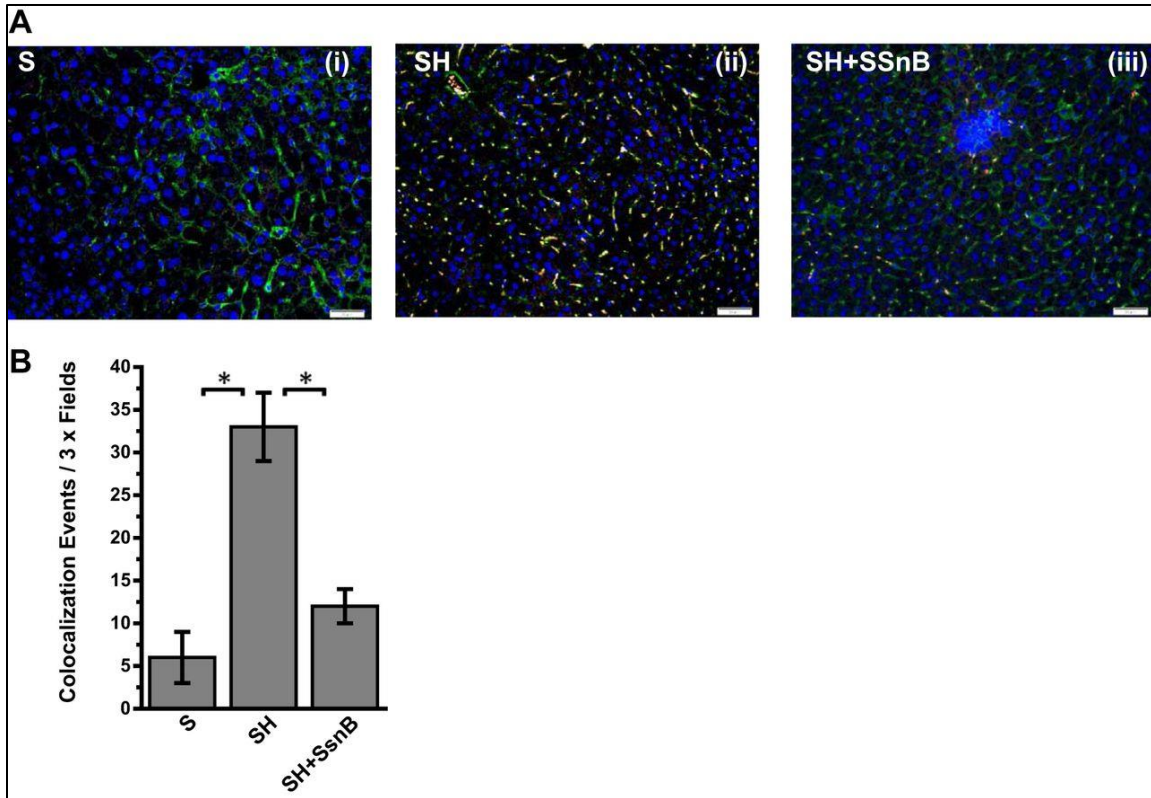 A
S (i)
SH (ii)
SH+SSnB (iii)
B
40
35
30
25
20
15
10
5
0
Colocalization Events / 3 x Fields
* *
S
SH
SH+SsnB